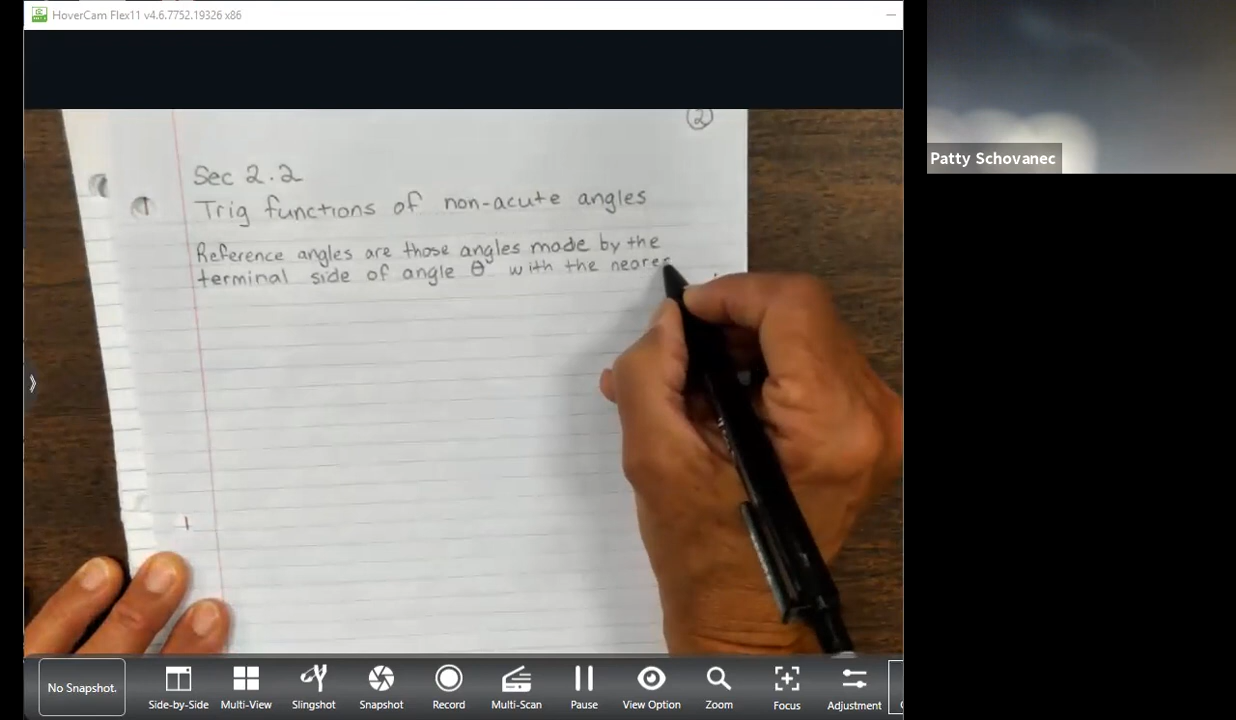 HoverCam Flex11 v4.6.7752.19326 x86
2
Sec 2.2
Trig functions of non-acute angles
Reference angles are those angles made by the
terminal side of angle θ with the neares
Patty Schovanec
No Snapshot.
Side-by-Side
Multi-View
Slingshot
Snapshot
Record
Multi-Scan
Pause
View Option
Zoom
Focus
Adjustment